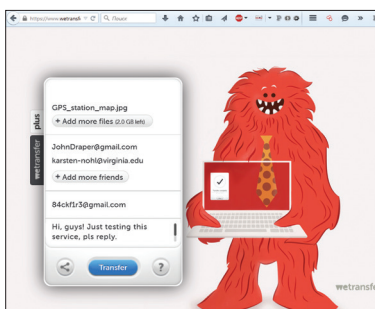 https://www.wetransf
Поиск
GPS_station_map.jpg
+ Add more files (2.0 GB left)
JohnDraper@gmail.com
karsten-nohl@virginia.edu
+ Add more friends
84ckf1r3@gmail.com
Hi, guys! Just testing this
service, pls reply.
Transfer
?
plus
wetransfer
wetransfe